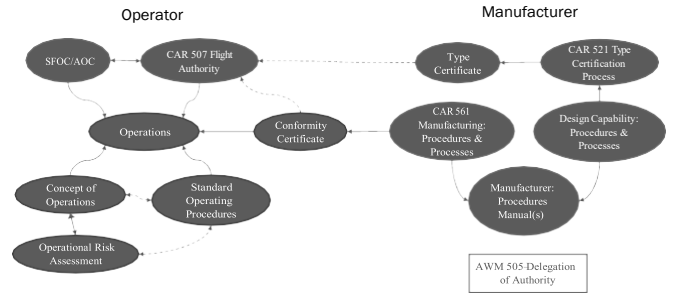 Operator
Manufacturer
SFOC/AOC
CAR 507 Flight
Authority
Type
Certificate
CAR 521 Type
Certification
Process
Operations
Conformity
Certificate
CAR 561
Manufacturing:
Procedures &
Processes
Design Capability:
Procedures &
Processes
Concept of
Operations
Standard
Operating
Procedures
Manufacturer:
Procedures
Manual(s)
Operational Risk
Assessment
AWM 505-Delegation
of Authority